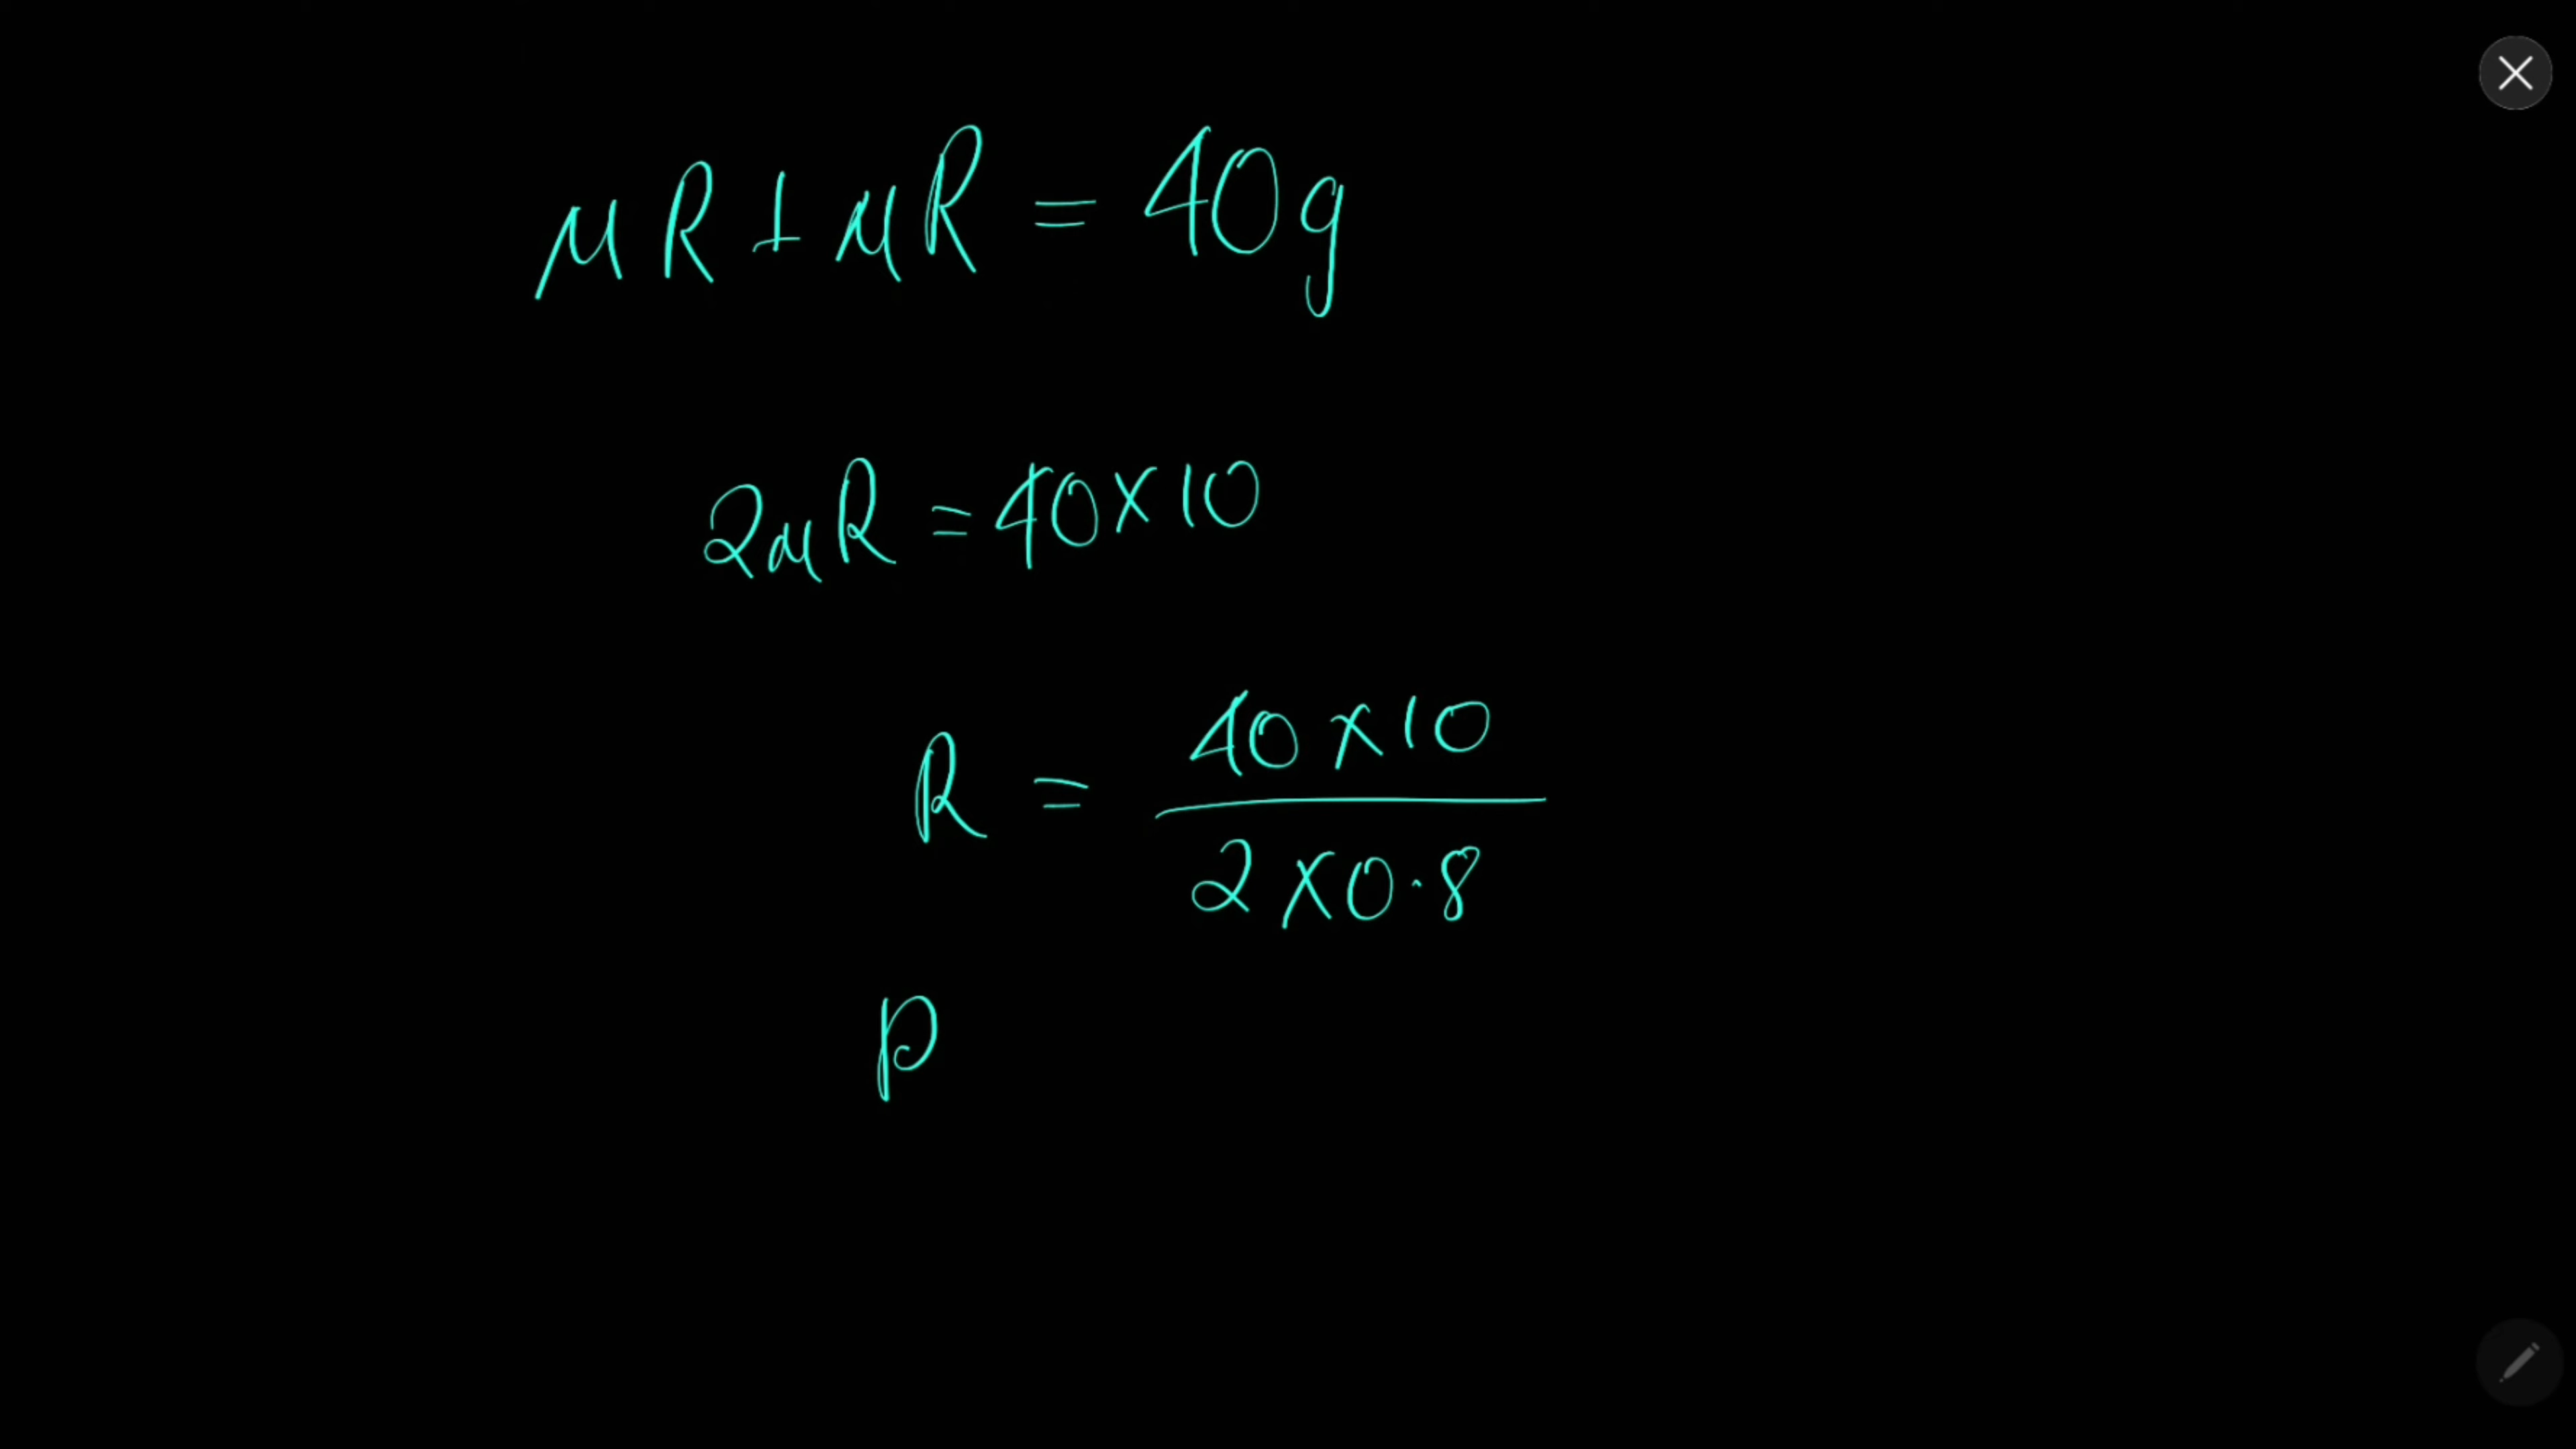 μR + μR = 40g
2μR = 40×10
R = 40×10 / 2×0.8
P